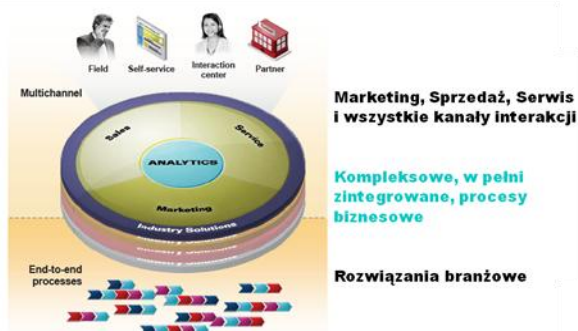 Field
Self-service
Interaction
center
Partner
Multichannel
Sales
Service
ANALYTICS
Marketing
Industry Solutions
End-to-end
processes
Marketing, Sprzedaż, Serwis
i wszystkie kanały interakcji
Kompleksowe, w pełni
zintegrowane, procesy
biznesowe
Rozwiązania branżowe